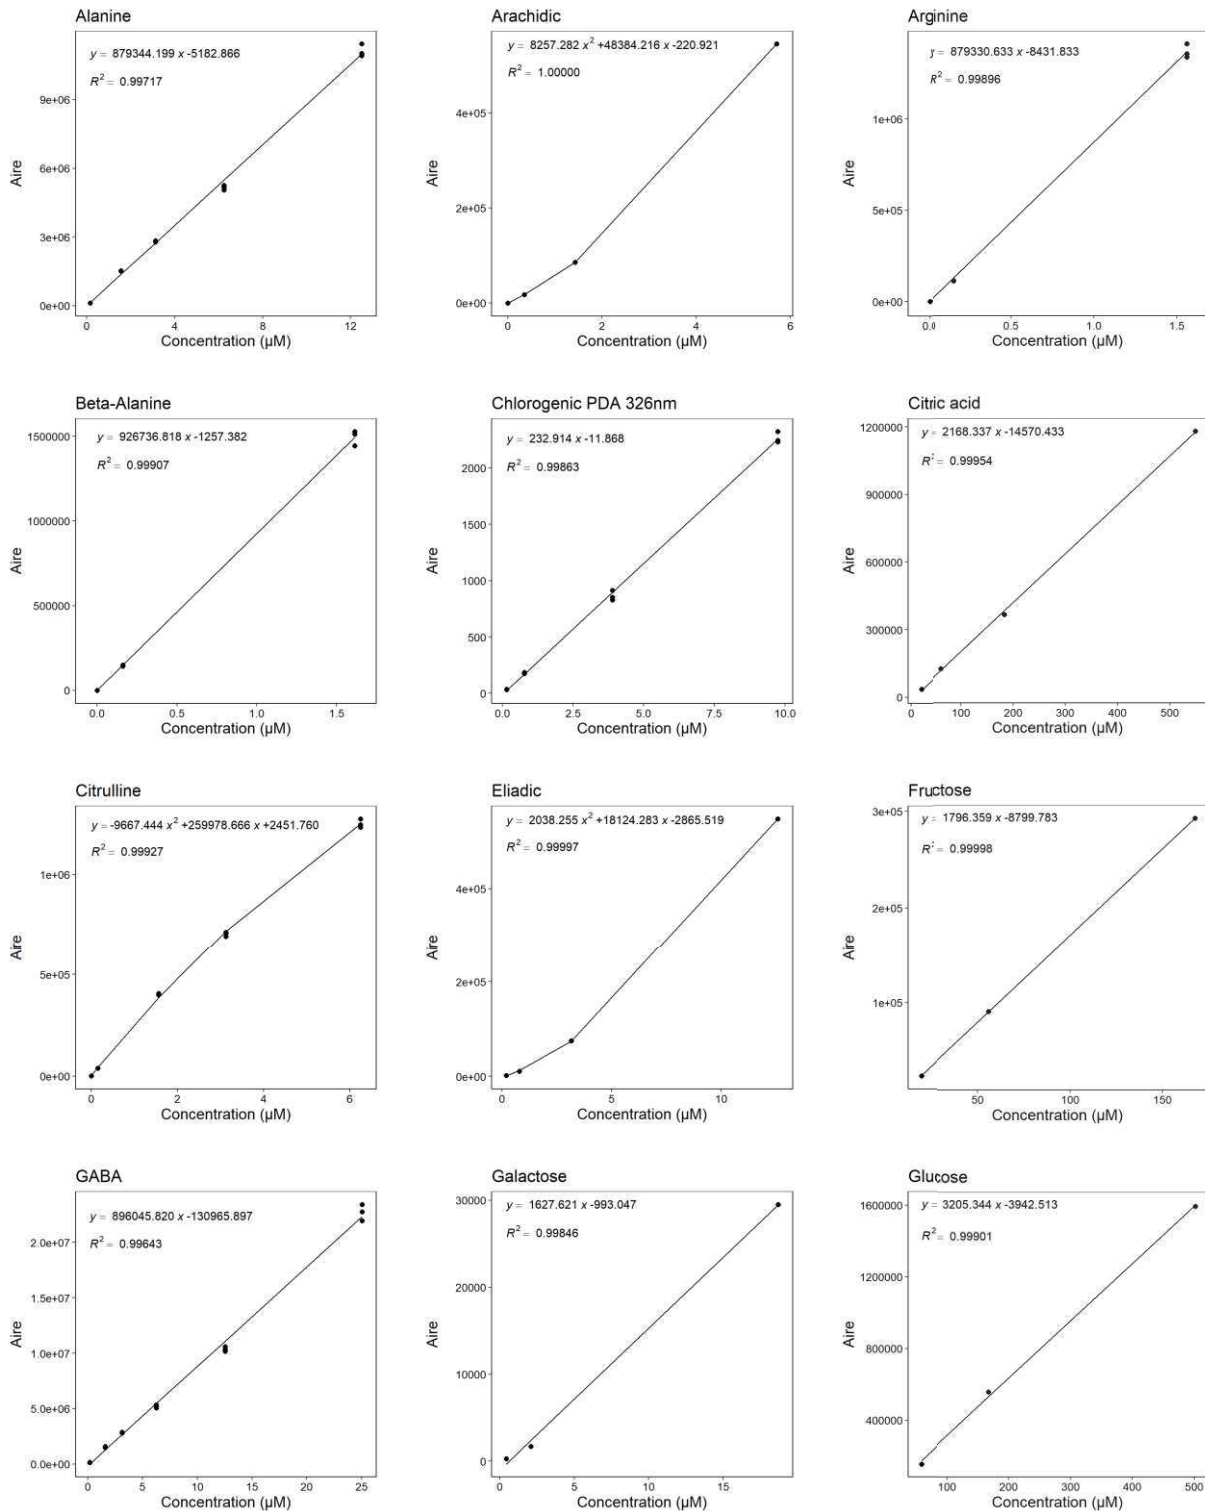 Alanine
y = 879344.199 x -5182.866
R² = 0.99717
9e+06
6e+06
3e+06
0e+00
0 4 8 12
Aire
Concentration (µM)
Arachidic
y = 8257.282 x² +48384.216 x -220.921
R² = 1.00000
4e+05
2e+05
0e+00
0 2 4 6
Aire
Concentration (µM)
Arginine
y = 879330.633 x -8431.833
R² = 0.99896
1e+06
5e+05
0e+00
0.0 0.5 1.0 1.5
Aire
Concentration (µM)
Beta-Alanine
y = 926736.818 x -1257.382
R² = 0.99907
1500000
1000000
500000
0
0.0 0.5 1.0 1.5
Aire
Concentration (µM)
Chlorogenic PDA 326nm
y = 232.914 x -11.868
R² = 0.99863
2000
1500
1000
500
0
2.5 5.0 7.5 10.0
Aire
Concentration (µM)
Citric acid
y = 2168.337 x -14570.433
R² = 0.99954
1200000
900000
600000
300000
0
0 100 200 300 400 500
Aire
Concentration (µM)
Citrulline
y = -9667.444 x² +259978.666 x +2451.760
R² = 0.99927
1e+06
5e+05
0e+00
0 2 4 6
Aire
Concentration (µM)
Eliadic
y = 2038.255 x² +18124.283 x -2865.519
R² = 0.99997
4e+05
2e+05
0e+00
0 5 10
Aire
Concentration (µM)
Fructose
y = 1796.359 x -8799.783
R² = 0.99998
3e+05
2e+05
1e+05
50 100 150
Aire
Concentration (µM)
GABA
y = 896045.820 x -130965.897
R² = 0.99643
2.0e+07
1.5e+07
1.0e+07
5.0e+06
0.0e+00
0 5 10 15 20 25
Aire
Concentration (µM)
Galactose
y = 1627.621 x -993.047
R² = 0.99846
30000
20000
10000
0
0 5 10 15
Aire
Concentration (µM)
Glucose
y = 3205.344 x -3942.513
R² = 0.99901
1600000
1200000
800000
400000
100 200 300 400 500
Aire
Concentration (µM)